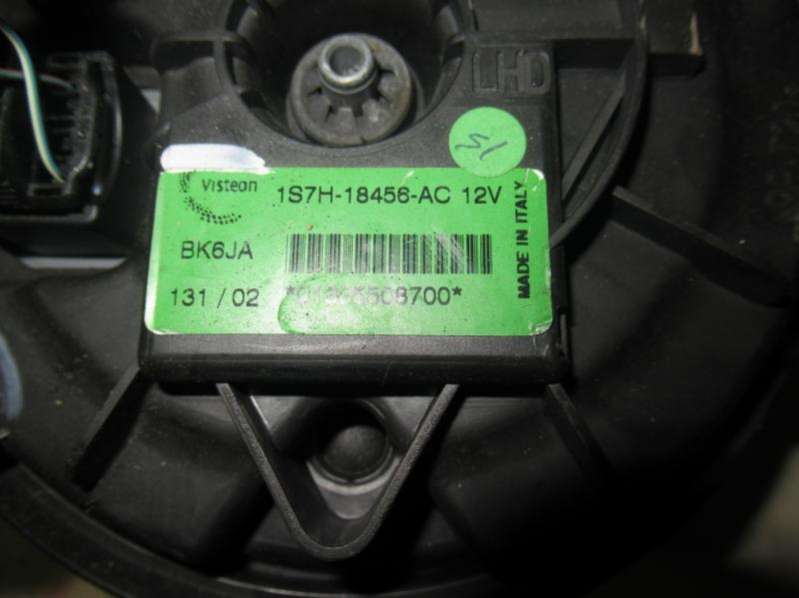 LHD
Visteon
1S7H-18456-AC 12V
BK6JA
131 / 02
MADE IN ITALY